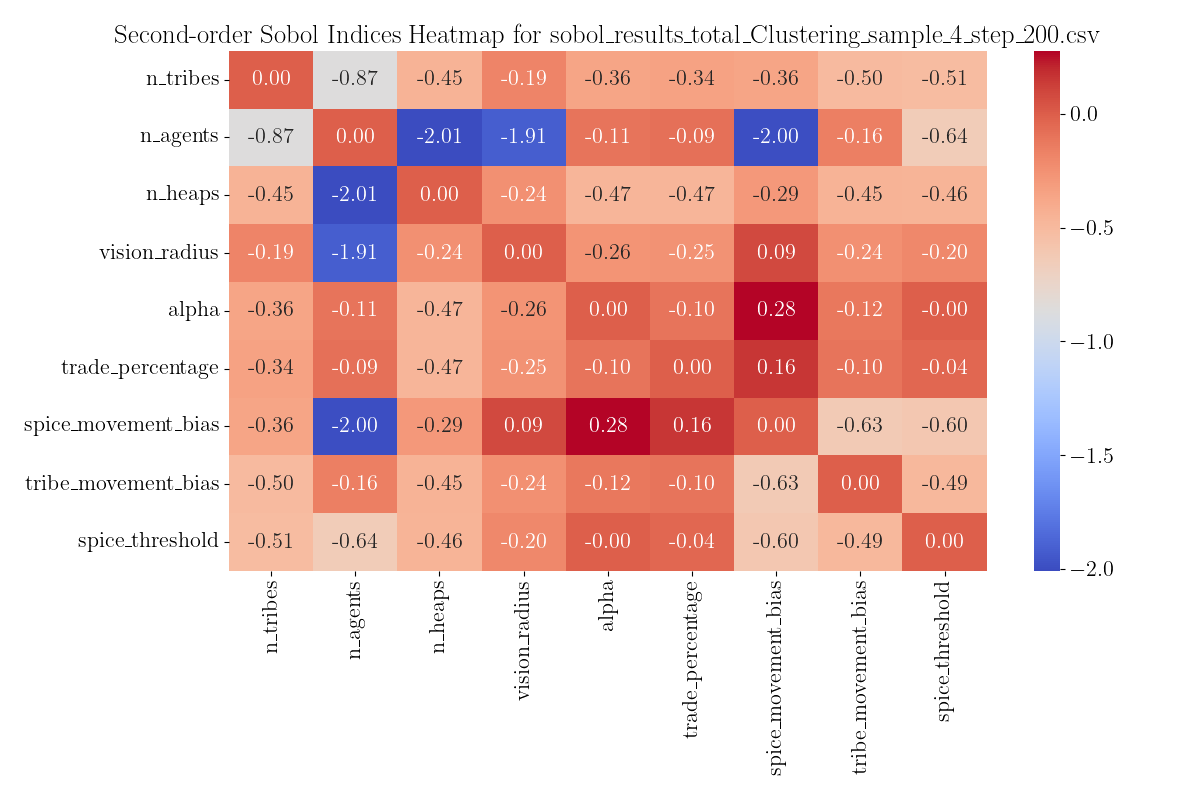 Second-order Sobol Indices Heatmap for sobol_results_total_Clustering_sample_4_step_200.csv
n_tribes 0.00 -0.87 -0.45 -0.19 -0.36 -0.34 -0.36 -0.50 -0.51
n_agents -0.87 0.00 -2.01 -1.91 -0.11 -0.09 -2.00 -0.16 -0.64
n_heaps -0.45 -2.01 0.00 -0.24 -0.47 -0.47 -0.29 -0.45 -0.46
vision_radius -0.19 -1.91 -0.24 0.00 -0.26 -0.25 0.09 -0.24 -0.20
alpha -0.36 -0.11 -0.47 -0.26 0.00 -0.10 0.28 -0.12 -0.00
trade_percentage -0.34 -0.09 -0.47 -0.25 -0.10 0.00 0.16 -0.10 -0.04
spice_movement_bias -0.36 -2.00 -0.29 0.09 0.28 0.16 0.00 -0.63 -0.60
tribe_movement_bias -0.50 -0.16 -0.45 -0.24 -0.12 -0.10 -0.63 0.00 -0.49
spice_threshold -0.51 -0.64 -0.46 -0.20 -0.00 -0.04 -0.60 -0.49 0.00
n_tribes
n_agents
n_heaps
vision_radius
alpha
trade_percentage
spice_movement_bias
tribe_movement_bias
spice_threshold
0.0
−0.5
−1.0
−1.5
−2.0